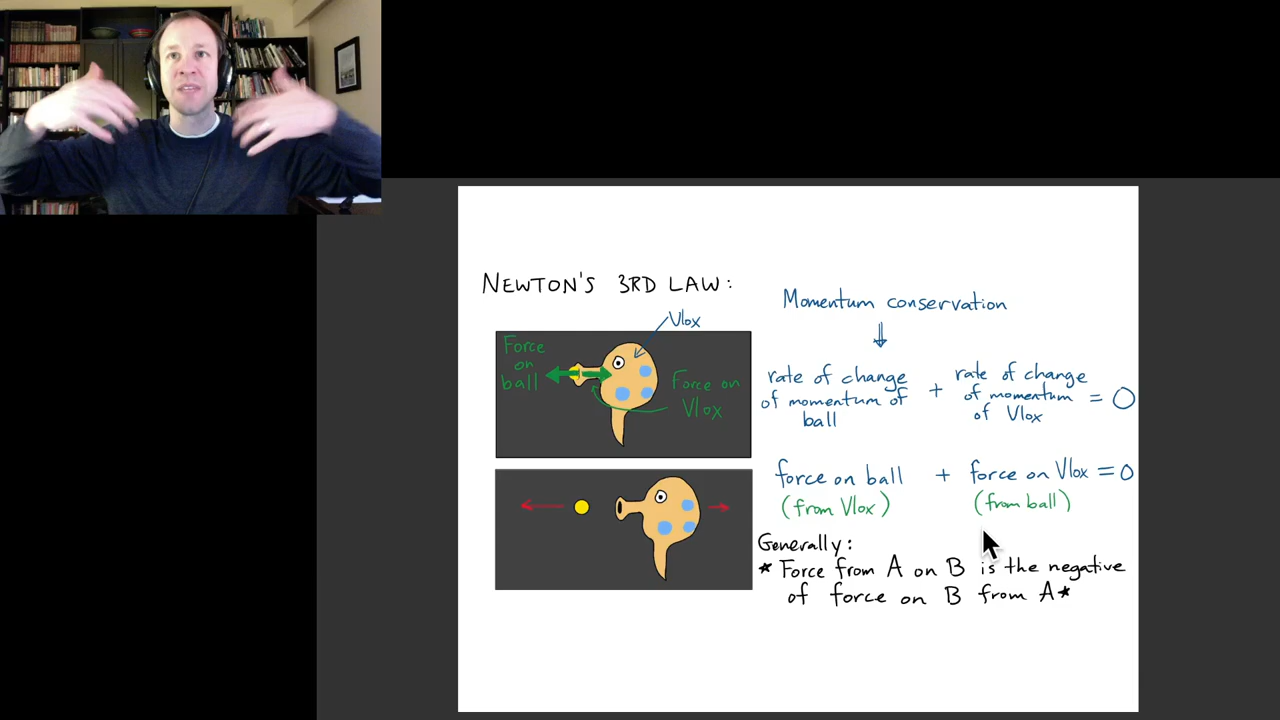 NEWTON'S 3RD LAW:
Vlox
Force
on
ball
Force on
Vlox
Momentum conservation
rate of change
of momentum of
ball
+
rate of change
of momentum
of Vlox
= 0
force on ball + force on Vlox = 0
(from Vlox) (from ball)
Generally:
* Force from A on B is the negative
of force on B from A *